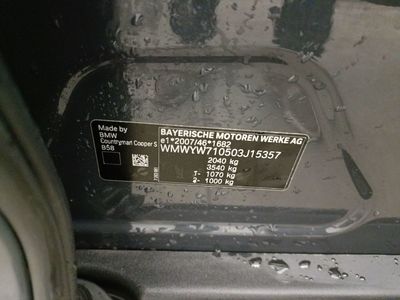 Made by
BMW
Countryman Cooper S
B5B
BAYERISCHE MOTOREN WERKE AG
e1*2007/46*1682
WMWYW710503J15357
2040 kg
3540 kg
1- 1070 kg
2- 1000 kg